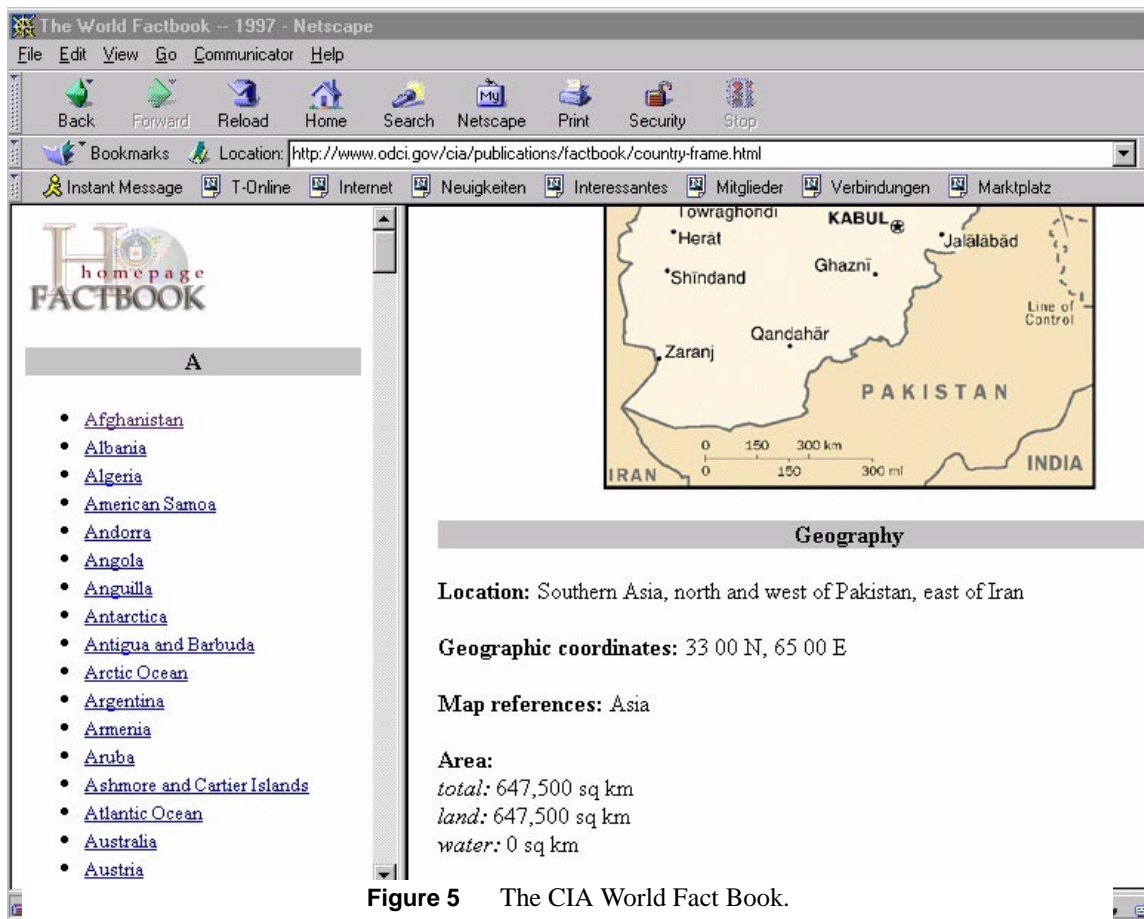 The World Factbook -- 1997 - Netscape
File Edit View Go Communicator Help
Back Forward Reload Home Search Netscape Print Security Stop
My
Bookmarks Location: http://www.odci.gov/cia/publications/factbook/country-frame.html
Instant Message T-Online Internet Neuigkeiten Interessantes Mitglieder Verbindungen Marktplatz
homepage
FACTBOOK
A
Afghanistan
Albania
Algeria
American Samoa
Andorra
Angola
Anguilla
Antarctica
Antigua and Barbuda
Arctic Ocean
Argentina
Armenia
Aruba
Ashmore and Cartier Islands
Atlantic Ocean
Australia
Austria
Towraghondi
KABUL
Herāt
Jalālābād
Shīndand
Ghaznī
Line of
Control
Qandahār
Zaranj
PAKISTAN
0 150 300 km
0 150 300 mi
IRAN
INDIA
Geography
Location: Southern Asia, north and west of Pakistan, east of Iran
Geographic coordinates: 33 00 N, 65 00 E
Map references: Asia
Area:
total: 647,500 sq km
land: 647,500 sq km
water: 0 sq km
Figure 5 The CIA World Fact Book.